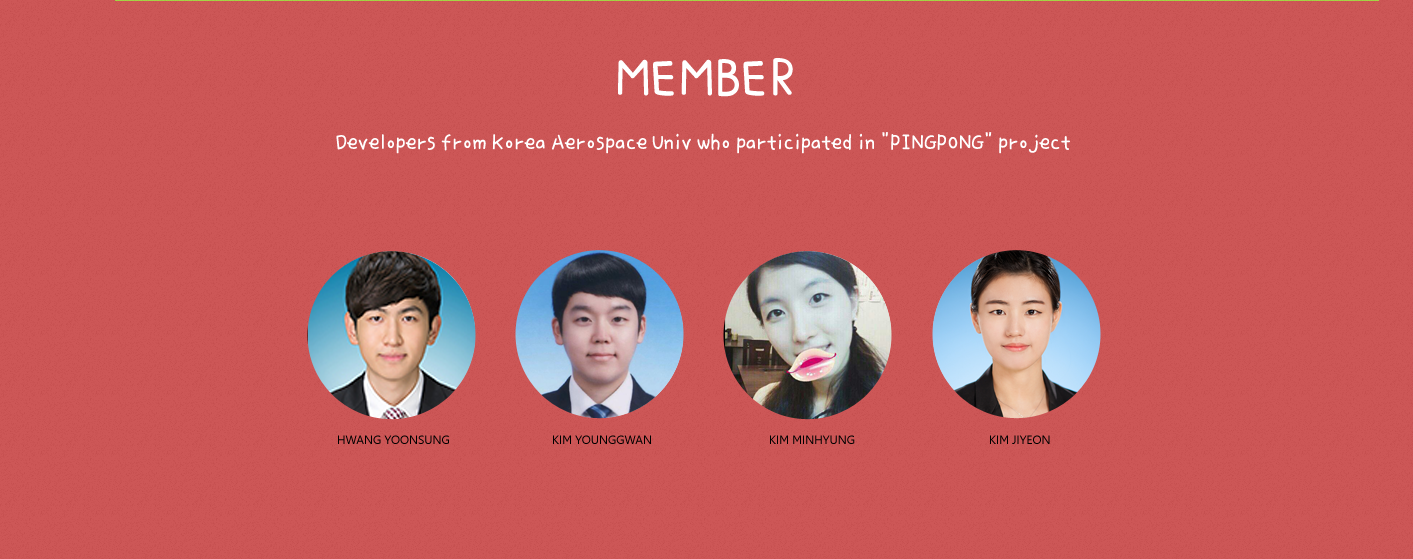 MEMBER
Developers from Korea Aerospace Univ who participated in "PINGPONG" project
HWANG YOONSUNG
KIM YOUNGGWAN
KIM MINHYUNG
KIM JIYEON